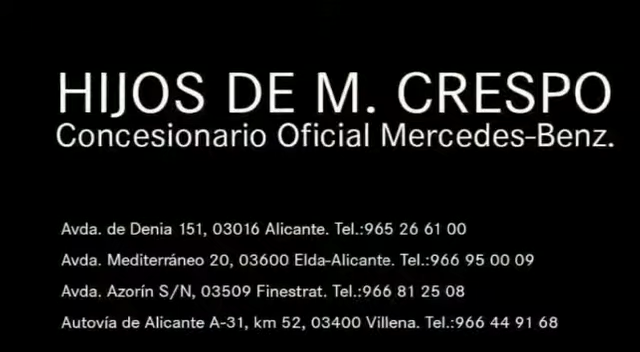 HIJOS DE M. CRESPO
Concesionario Oficial Mercedes-Benz.
Avda. de Denia 151, 03016 Alicante. Tel.:965 26 61 00
Avda. Mediterráneo 20, 03600 Elda-Alicante. Tel.:966 95 00 09
Avda. Azorín S/N, 03509 Finestrat. Tel.:966 81 25 08
Autovía de Alicante A-31, km 52, 03400 Villena. Tel.:966 44 91 68